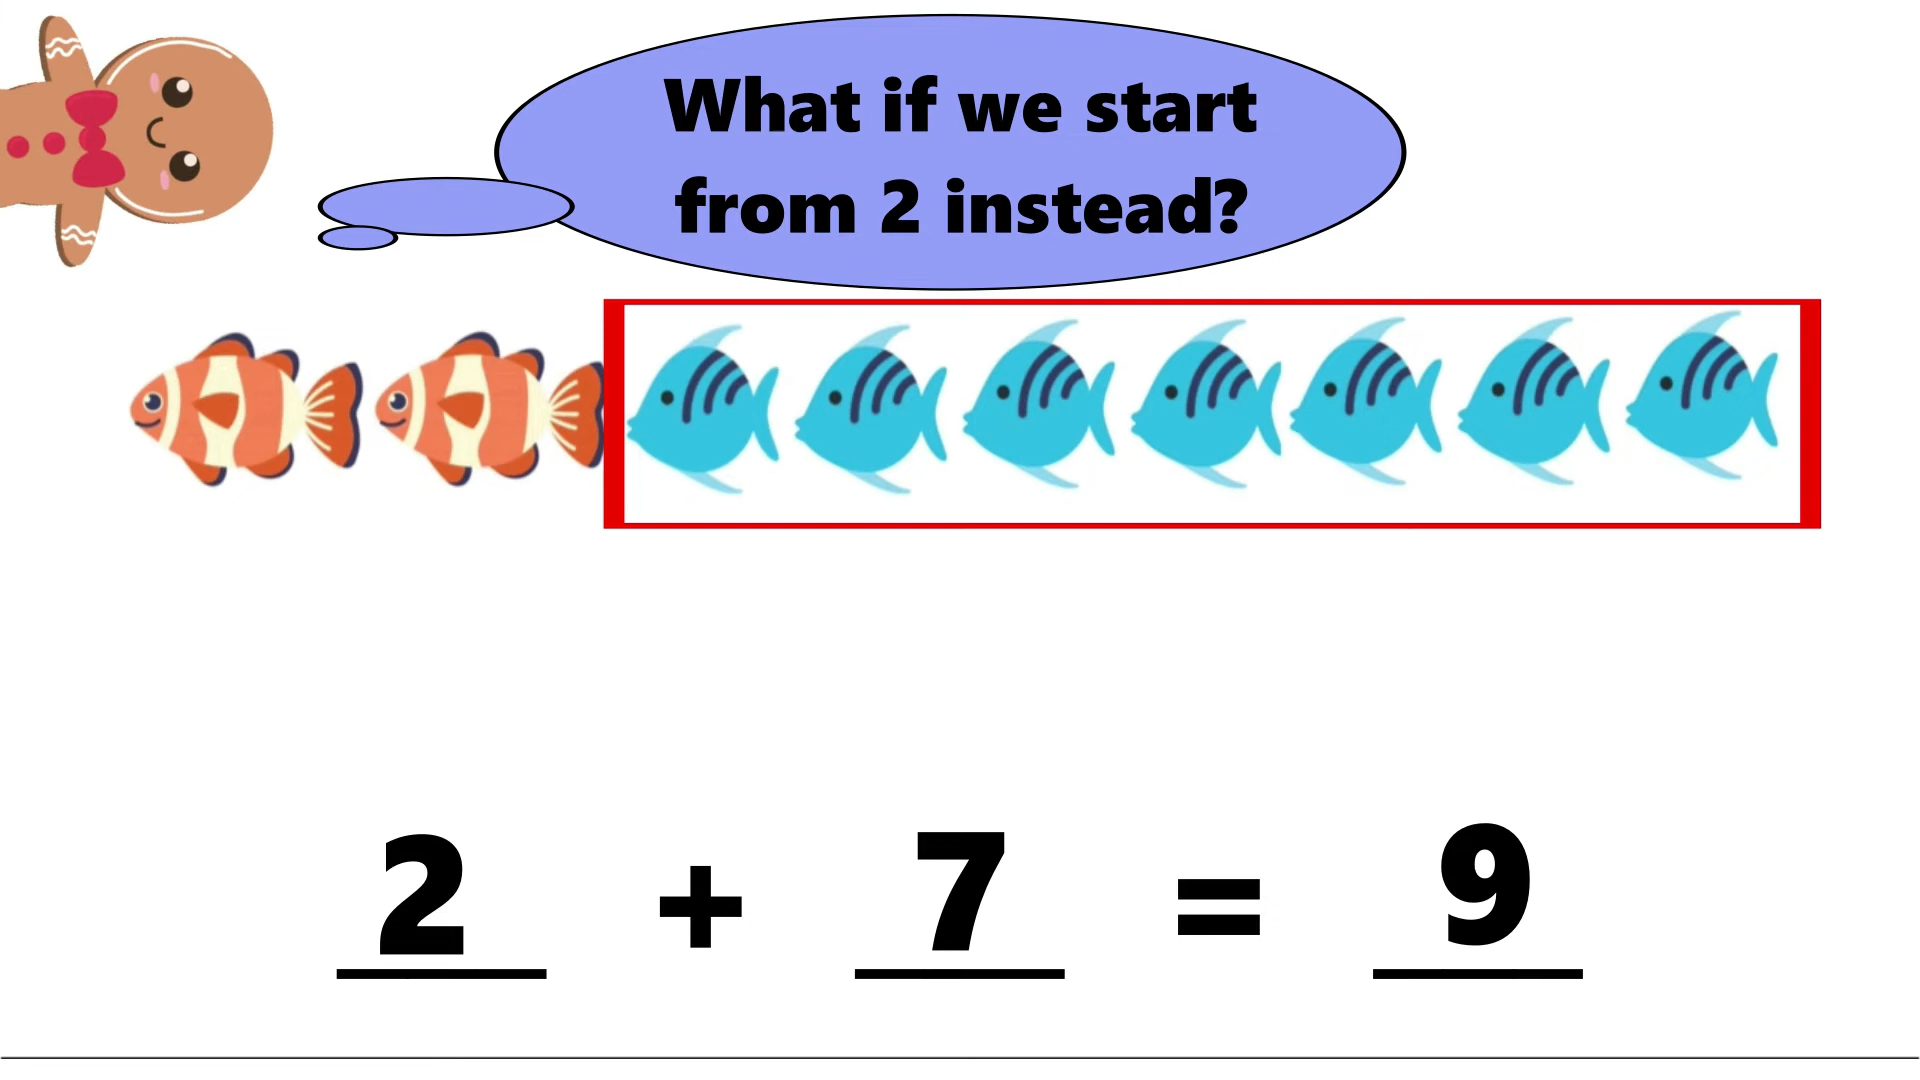 What if we start
from 2 instead?
2 + 7 = 9